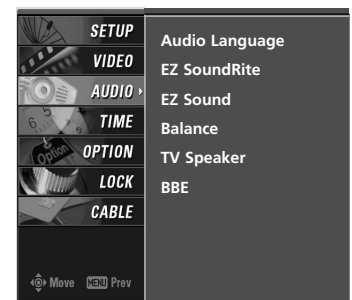 SETUP
VIDEO
AUDIO
TIME
OPTION
LOCK
CABLE
Audio Language
EZ SoundRite
EZ Sound
Balance
TV Speaker
BBE
Move MENU Prev